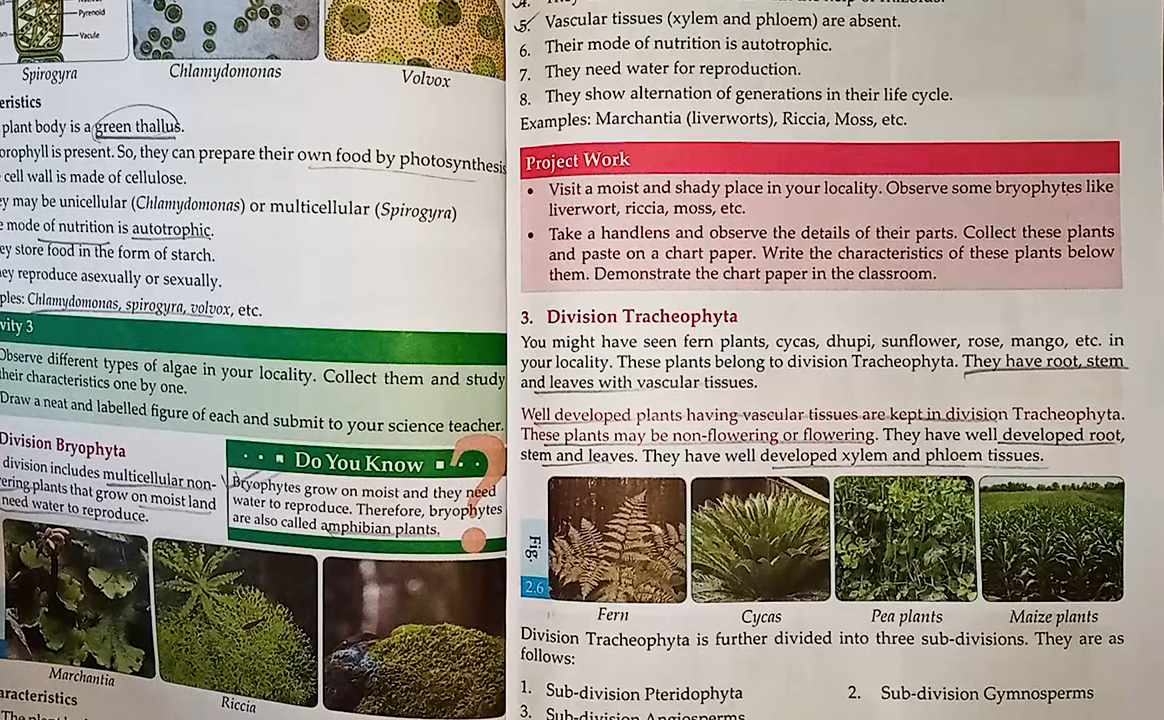 Pyrenoid
Vacule
Spirogyra
Chlamydomonas
Volvox
eristics
plant body is a green thallus.
orophyll is present. So, they can prepare their own food by photosynthesis
cell wall is made of cellulose.
ey may be unicellular (Chlamydomonas) or multicellular (Spirogyra)
e mode of nutrition is autotrophic.
ey store food in the form of starch.
hey reproduce asexually or sexually.
ples: Chlamydomonas, spirogyra, volvox, etc.
vity 3
Observe different types of algae in your locality. Collect them and study
their characteristics one by one.
Draw a neat and labelled figure of each and submit to your science teacher.
Division Bryophyta
division includes multicellular non-
ering plants that grow on moist land
need water to reproduce.
Do You Know
?
Bryophytes grow on moist and they need
water to reproduce. Therefore, bryophytes
are also called amphibian plants.
Marchantia
Riccia
aracteristics
5. Vascular tissues (xylem and phloem) are absent.
6. Their mode of nutrition is autotrophic.
7. They need water for reproduction.
8. They show alternation of generations in their life cycle.
Examples: Marchantia (liverworts), Riccia, Moss, etc.
Project Work
• Visit a moist and shady place in your locality. Observe some bryophytes like
liverwort, riccia, moss, etc.
• Take a handlens and observe the details of their parts. Collect these plants
and paste on a chart paper. Write the characteristics of these plants below
them. Demonstrate the chart paper in the classroom.
3. Division Tracheophyta
You might have seen fern plants, cycas, dhupi, sunflower, rose, mango, etc. in
your locality. These plants belong to division Tracheophyta. They have root, stem
and leaves with vascular tissues.
Well developed plants having vascular tissues are kept in division Tracheophyta.
These plants may be non-flowering or flowering. They have well developed root,
stem and leaves. They have well developed xylem and phloem tissues.
Fig.
2.6
Fern
Cycas
Pea plants
Maize plants
Division Tracheophyta is further divided into three sub-divisions. They are as
follows:
1. Sub-division Pteridophyta
2. Sub-division Gymnosperms
3. Sub-division Angiosperms